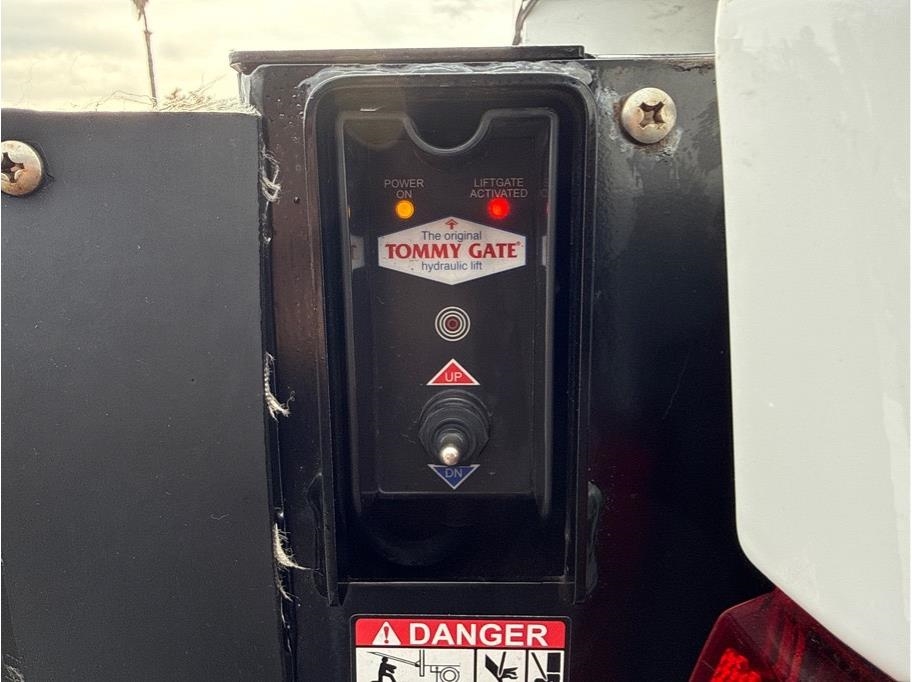 POWER
ON
LIFTGATE
ACTIVATED
The original
TOMMY GATE®
hydraulic lift
UP
DN
DANGER